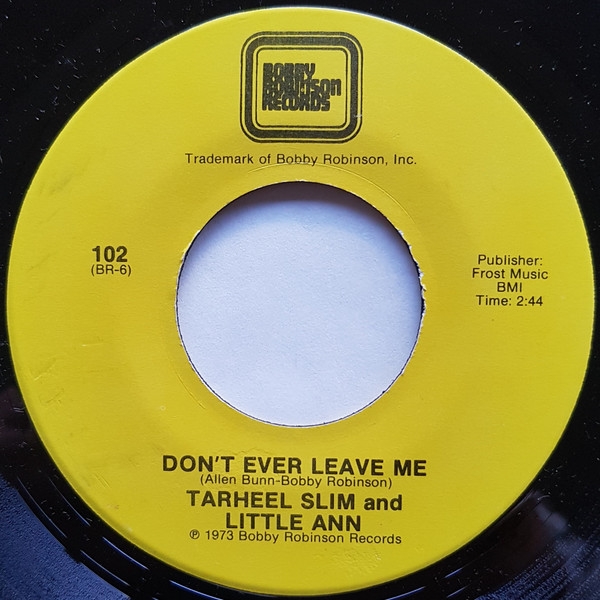 BOBBY
ROBINSON
RECORDS
Trademark of Bobby Robinson, Inc.
102
(BR-6)
Publisher:
Frost Music
BMI
Time: 2:44
DON'T EVER LEAVE ME
(Allen Bunn-Bobby Robinson)
TARHEEL SLIM and
LITTLE ANN
℗ 1973 Bobby Robinson Records